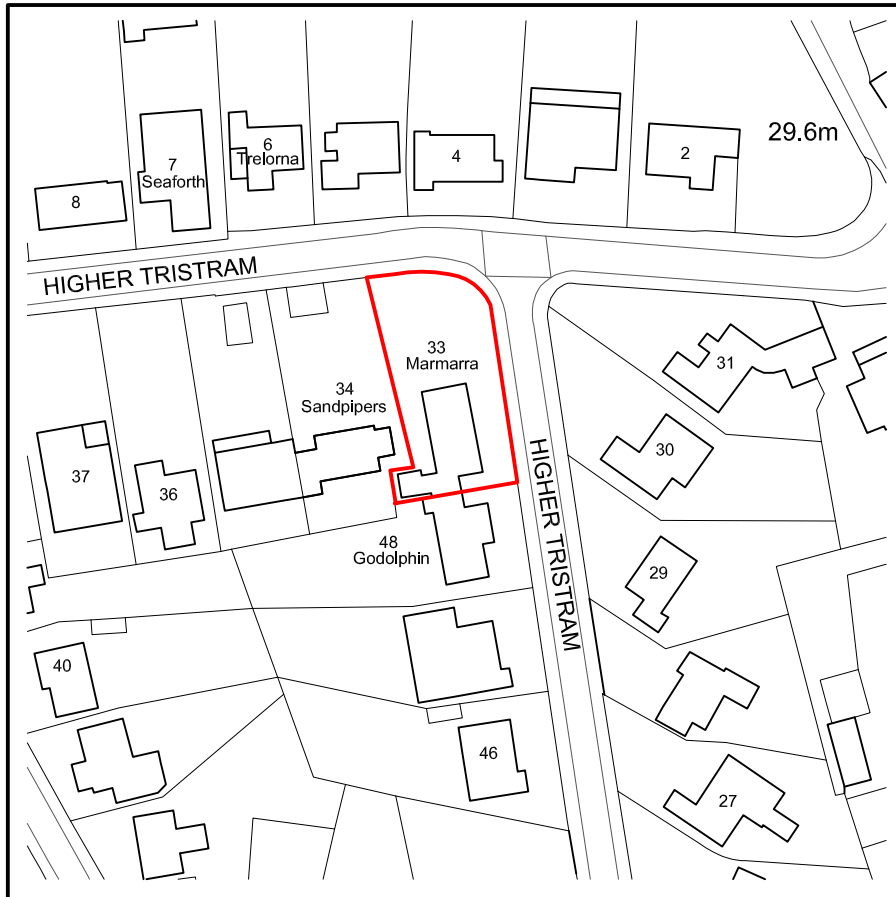 29.6m
2
4
6
Trelorna
7
Seaforth
8
HIGHER TRISTRAM
33
Marmarra
31
34
Sandpipers
30
37
36
HIGHER TRISTRAM
48
Godolphin
29
40
46
27